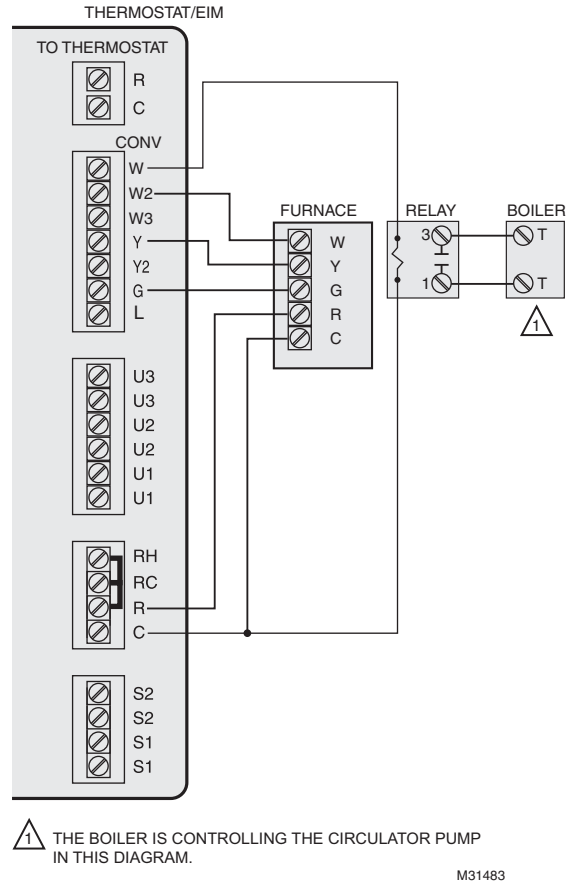 THERMOSTAT/EIM
TO THERMOSTAT
R
C
CONV
W
W2
W3
Y
Y2
G
L
U3
U3
U2
U2
U1
U1
RH
RC
R
C
S2
S2
S1
S1
FURNACE
W
Y
G
R
C
RELAY
3
1
BOILER
T
T
1
1 THE BOILER IS CONTROLLING THE CIRCULATOR PUMP
IN THIS DIAGRAM.
M31483